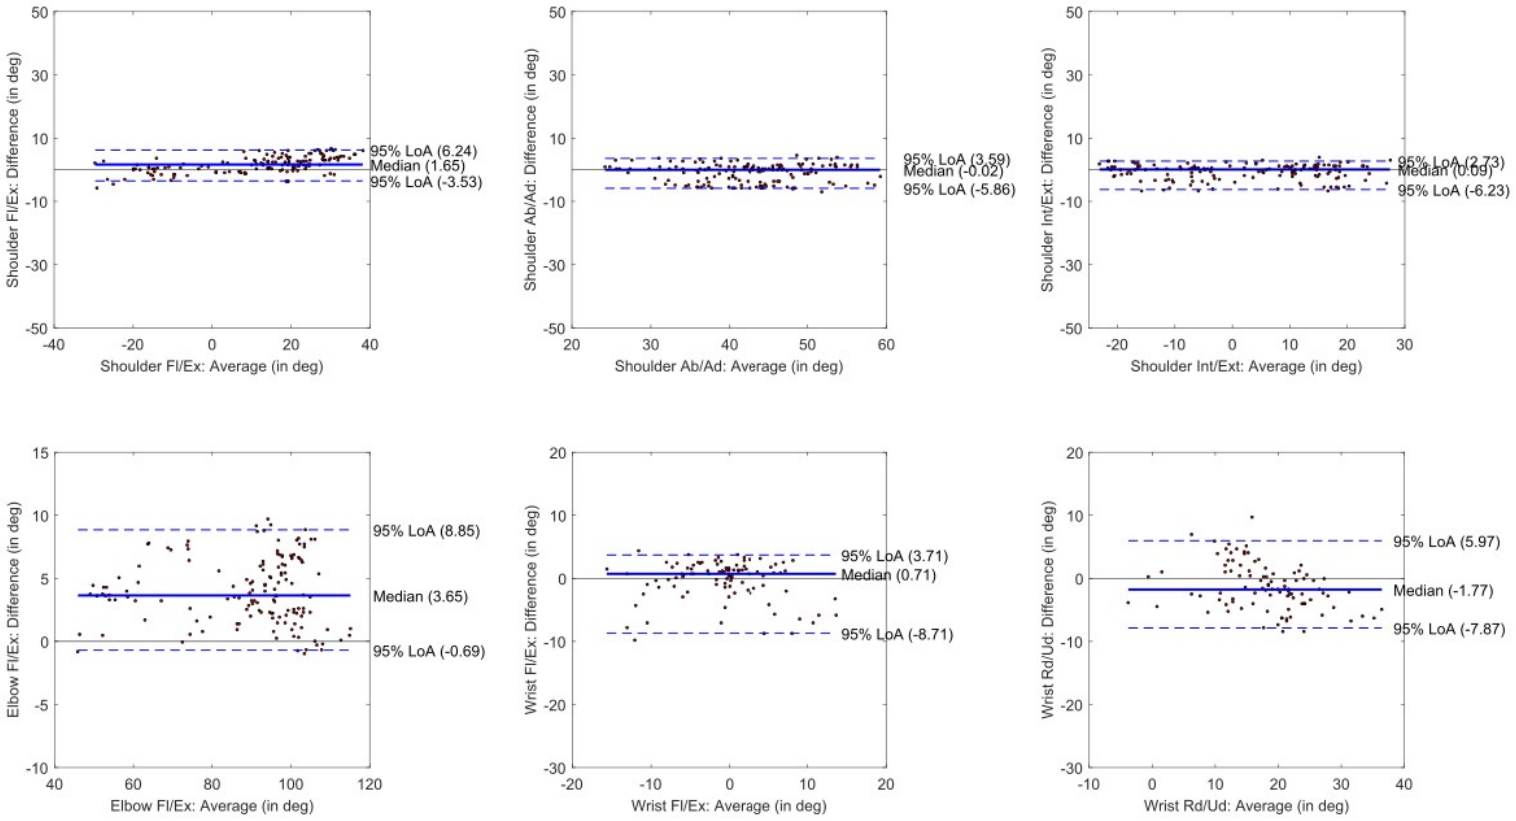 50
30
10
-10
-30
-50
Shoulder Fl/Ex: Difference (in deg)
95% LoA (6.24)
Median (1.65)
95% LoA (-3.53)
-40 -20 0 20 40
Shoulder Fl/Ex: Average (in deg)
50
30
10
-10
-30
-50
Shoulder Ab/Ad: Difference (in deg)
95% LoA (3.59)
Median (-0.02)
95% LoA (-5.86)
20 30 40 50 60
Shoulder Ab/Ad: Average (in deg)
50
30
10
-10
-30
-50
Shoulder Int/Ext: Difference (in deg)
95% LoA (2.73)
Median (0.09)
95% LoA (-6.23)
-20 -10 0 10 20 30
Shoulder Int/Ext: Average (in deg)
15
10
5
0
-5
-10
Elbow Fl/Ex: Difference (in deg)
95% LoA (8.85)
Median (3.65)
95% LoA (-0.69)
40 60 80 100 120
Elbow Fl/Ex: Average (in deg)
20
10
0
-10
-20
-30
Wrist Fl/Ex: Difference (in deg)
95% LoA (3.71)
Median (0.71)
95% LoA (-8.71)
-20 -10 0 10 20
Wrist Fl/Ex: Average (in deg)
20
10
0
-10
-20
-30
Wrist Rd/Ud: Difference (in deg)
95% LoA (5.97)
Median (-1.77)
95% LoA (-7.87)
-10 0 10 20 30 40
Wrist Rd/Ud: Average (in deg)